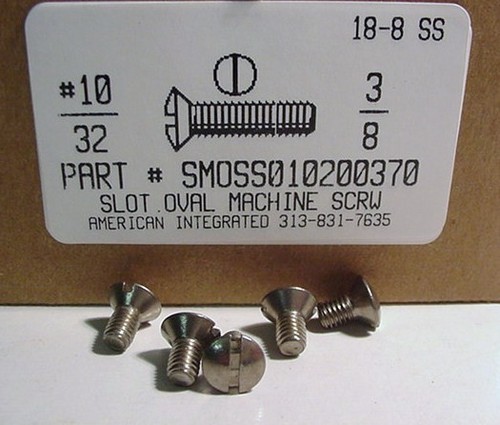 18-8 SS
#10 3
32 8
PART # SMOSS010200370
SLOT OVAL MACHINE SCRW
AMERICAN INTEGRATED 313-831-7635